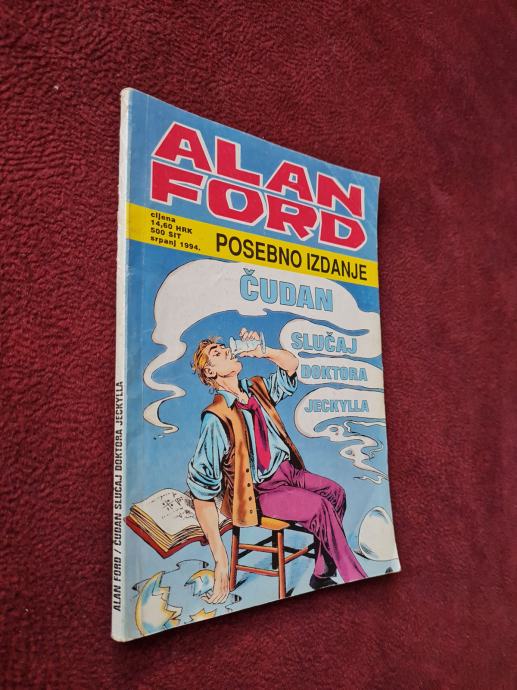 ALAN
FORD
cijena
14,60 HRK
500 SIT
srpanj 1994.
POSEBNO IZDANJE
ČUDAN
SLUČAJ
DOKTORA
JECKYLLA
ALAN FORD / ČUDAN SLUČAJ DOKTORA JECKYLLA